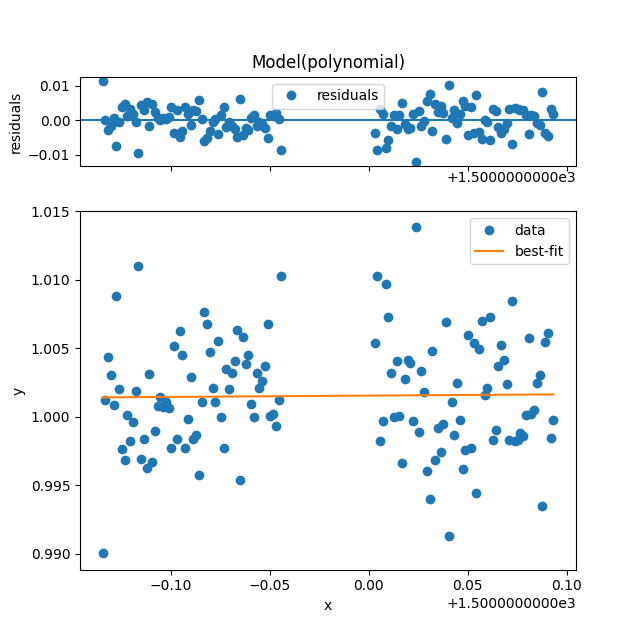 Model(polynomial)
residuals
0.01
0.00
−0.01
residuals
+1.5000000000e3
1.015
1.010
1.005
1.000
0.995
0.990
y
data
best-fit
−0.10
−0.05
0.00
0.05
0.10
x
+1.5000000000e3